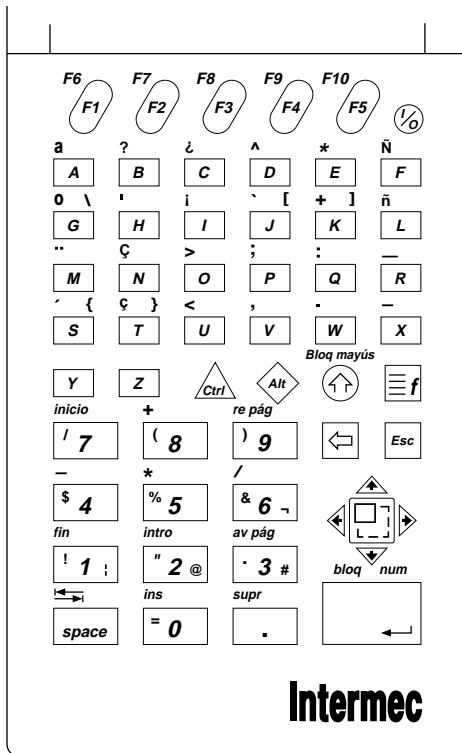 F6 F7 F8 F9 F10
F1 F2 F3 F4 F5 I/O
a ? ¿ ^ * Ñ
A B C D E F
o \ ' ¡ ` [ + ] ñ
G H I J K L
¨ Ç > ; : _
M N O P Q R
´ { ç } < , . –
S T U V W X
Bloq mayús
Y Z Ctrl Alt f
inicio + re pág
/ 7 ( 8 ) 9 Esc
– * /
$ 4 % 5 & 6 ¬
fin intro av pág
! 1 ¦ " 2 @ · 3 # bloq num
ins supr
space = 0 .
Intermec